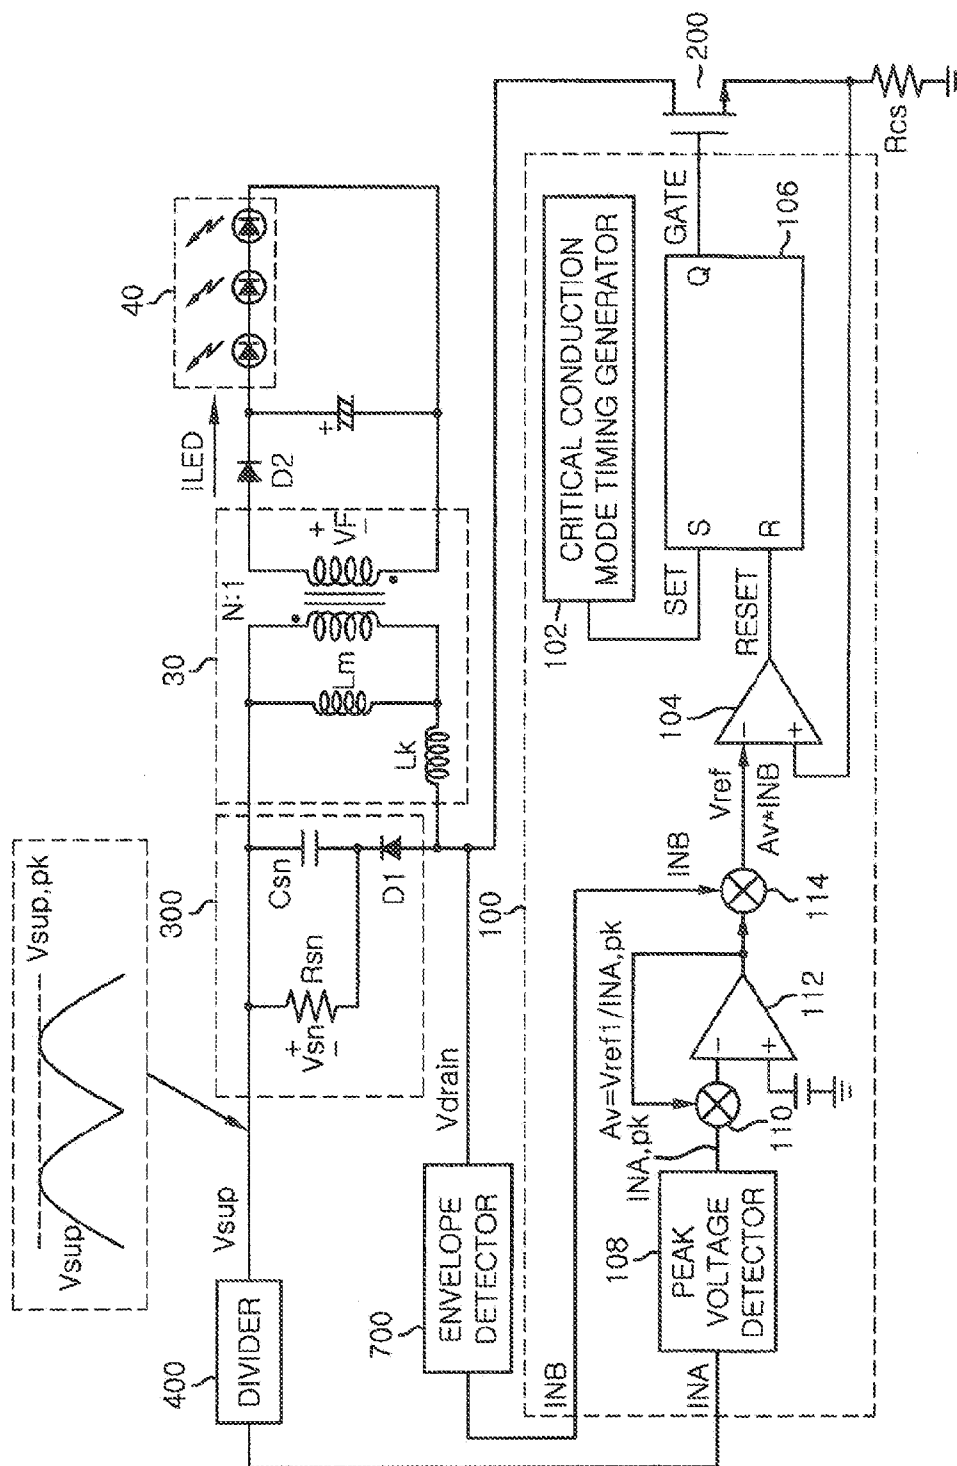 Vsup
Vsup,pk
400
DIVIDER
Vsup
300
+
Vsn
-
Rsn
Csn
D1
30
N:1
Lk
Lm
+
VF
-
ILED
D2
+
40
700
ENVELOPE
DETECTOR
Vdrain
100
200
INB
INA
108
PEAK
VOLTAGE
DETECTOR
INA,pk
Av=Vrefi/INA,pk
110
-
+
112
INB
114
Vref
Av*INB
104
-
+
102
CRITICAL CONDUCTION
MODE TIMING GENERATOR
SET
RESET
S
R
Q
GATE
106
Rcs